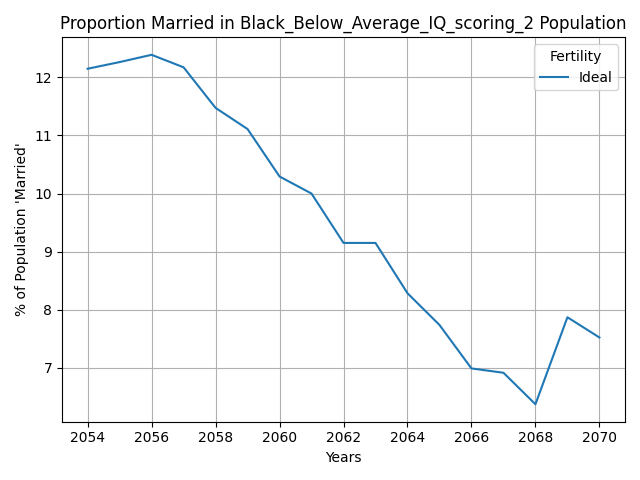 Proportion Married in Black_Below_Average_IQ_scoring_2 Population
Fertility
Ideal
% of Population 'Married'
12
11
10
9
8
7
2054 2056 2058 2060 2062 2064 2066 2068 2070
Years